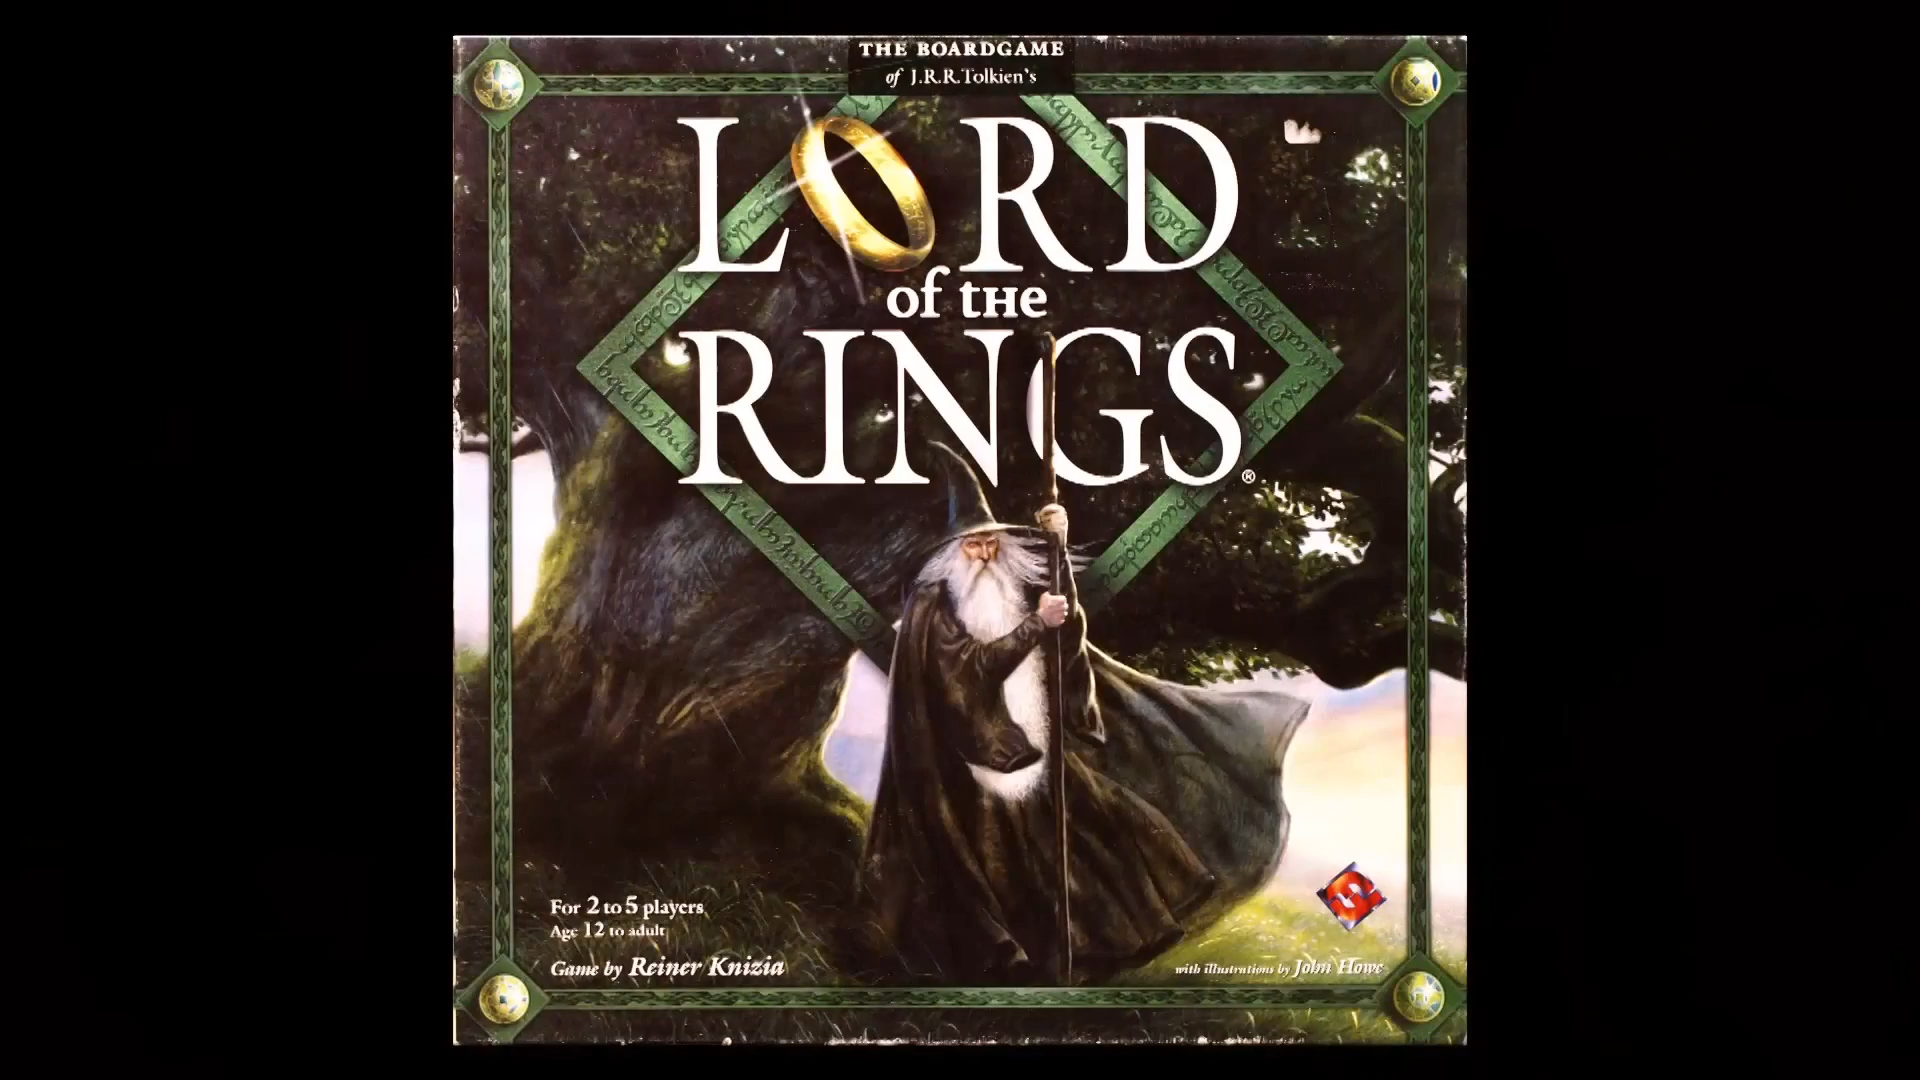 THE BOARDGAME
of J.R.R.Tolkien's
LORD
of the
RINGS®
For 2 to 5 players
Age 12 to adult
Game by Reiner Knizia
with illustrations by John Howe